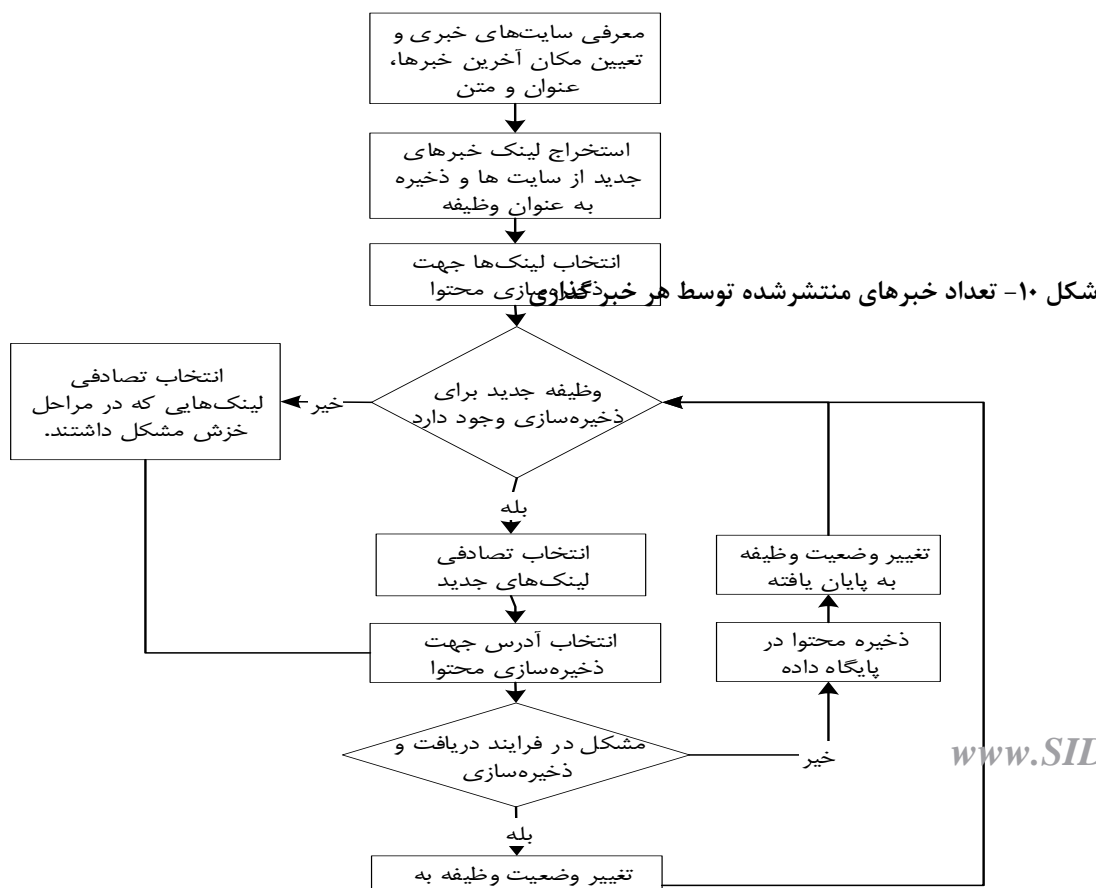 معرفی سایت‌های خبری و
تعیین مکان آخرین خبرها،
عنوان و متن
استخراج لینک خبرهای
جدید از سایت ها و ذخیره
به عنوان وظیفه
انتخاب لینک‌ها جهت
ذخیره‌سازی محتوا
شکل ۱۰- تعداد خبرهای منتشرشده توسط هر خبرگذاری
وظیفه جدید برای
ذخیره‌سازی وجود دارد
خیر
انتخاب تصادفی
لینک‌هایی که در مراحل
خزش مشکل داشتند.
بله
انتخاب تصادفی
لینک‌های جدید
تغییر وضعیت وظیفه
به پایان یافته
انتخاب آدرس جهت
ذخیره‌سازی محتوا
ذخیره محتوا در
پایگاه داده
مشکل در فرایند دریافت و
ذخیره‌سازی
خیر
www.SID
بله
تغییر وضعیت وظیفه به